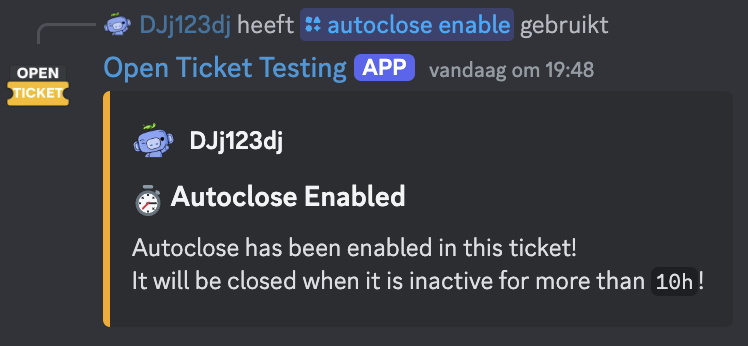 DJj123dj heeft autoclose enable gebruikt
OPEN TICKET
Open Ticket Testing APP vandaag om 19:48
DJj123dj
Autoclose Enabled
Autoclose has been enabled in this ticket!
It will be closed when it is inactive for more than 10h!